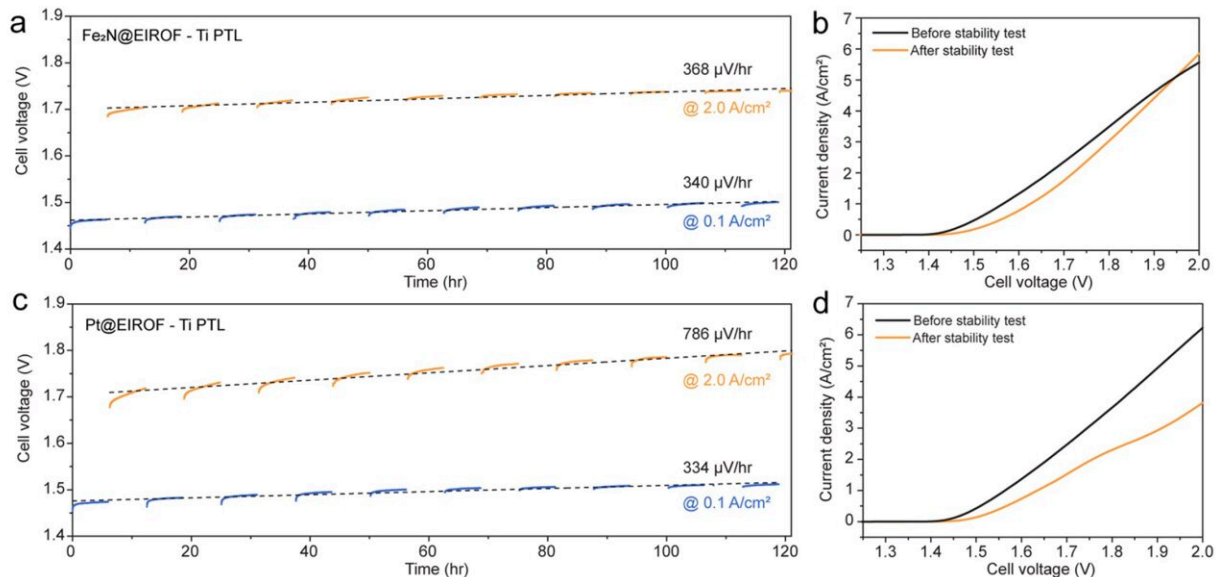 a
Fe₂N@EIROF - Ti PTL
Cell voltage (V)
1.9
1.8
1.7
1.6
1.5
1.4
368 µV/hr
@ 2.0 A/cm²
340 µV/hr
@ 0.1 A/cm²
0 20 40 60 80 100 120
Time (hr)
b
Current density (A/cm²)
7
6
5
4
3
2
1
0
Before stability test
After stability test
1.3 1.4 1.5 1.6 1.7 1.8 1.9 2.0
Cell voltage (V)
c
Pt@EIROF - Ti PTL
Cell voltage (V)
1.9
1.8
1.7
1.6
1.5
1.4
786 µV/hr
@ 2.0 A/cm²
334 µV/hr
@ 0.1 A/cm²
0 20 40 60 80 100 120
Time (hr)
d
Current density (A/cm²)
7
6
5
4
3
2
1
0
Before stability test
After stability test
1.3 1.4 1.5 1.6 1.7 1.8 1.9 2.0
Cell voltage (V)